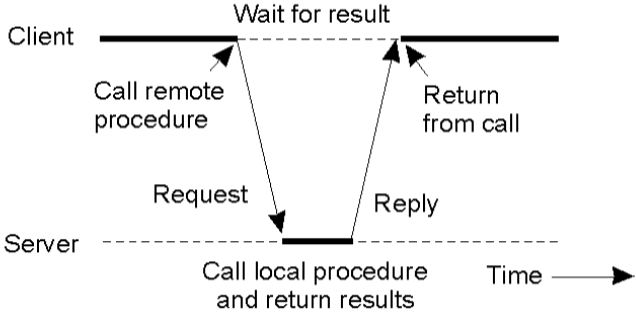 Wait for result
Client
Call remote
procedure
Return
from call
Request
Reply
Server
Call local procedure
and return results
Time